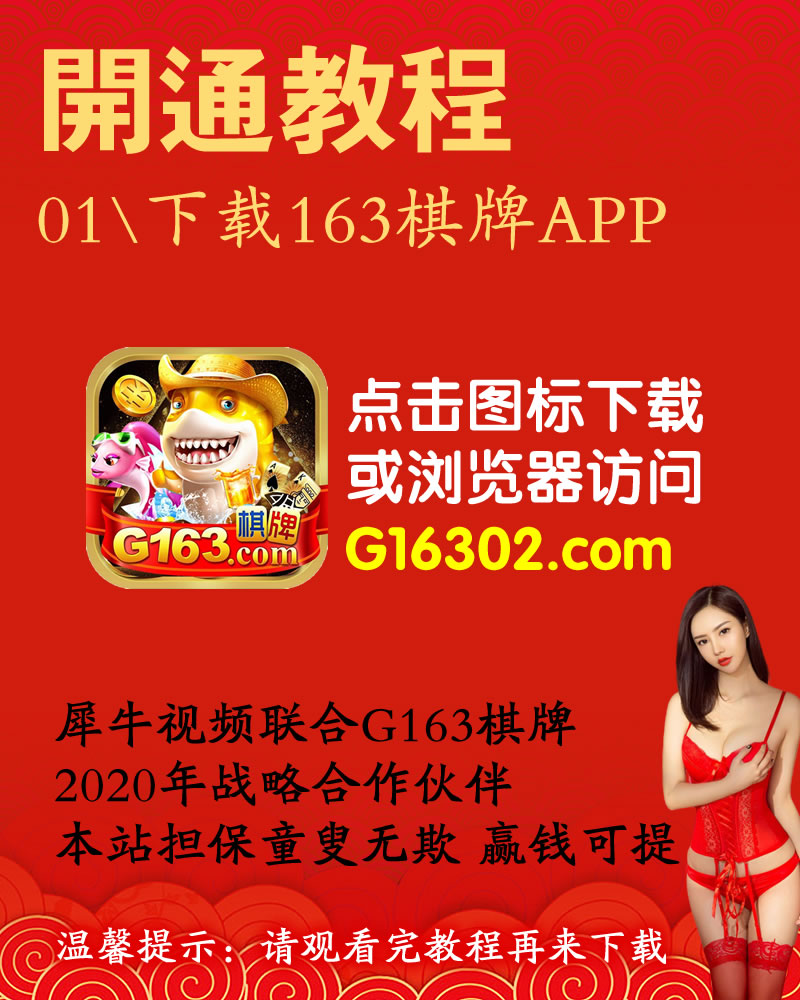 開通教程
01\下载163棋牌APP
点击图标下载
或浏览器访问
G16302.com
棋牌
G163.com
犀牛视频联合G163棋牌
2020年战略合作伙伴
本站担保童叟无欺 赢钱可提
温馨提示：请观看完教程再来下载